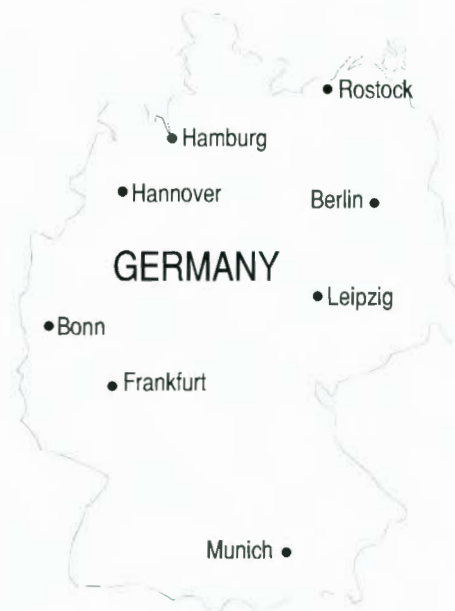 Rostock
Hamburg
Hannover
Berlin
GERMANY
Leipzig
Bonn
Frankfurt
Munich